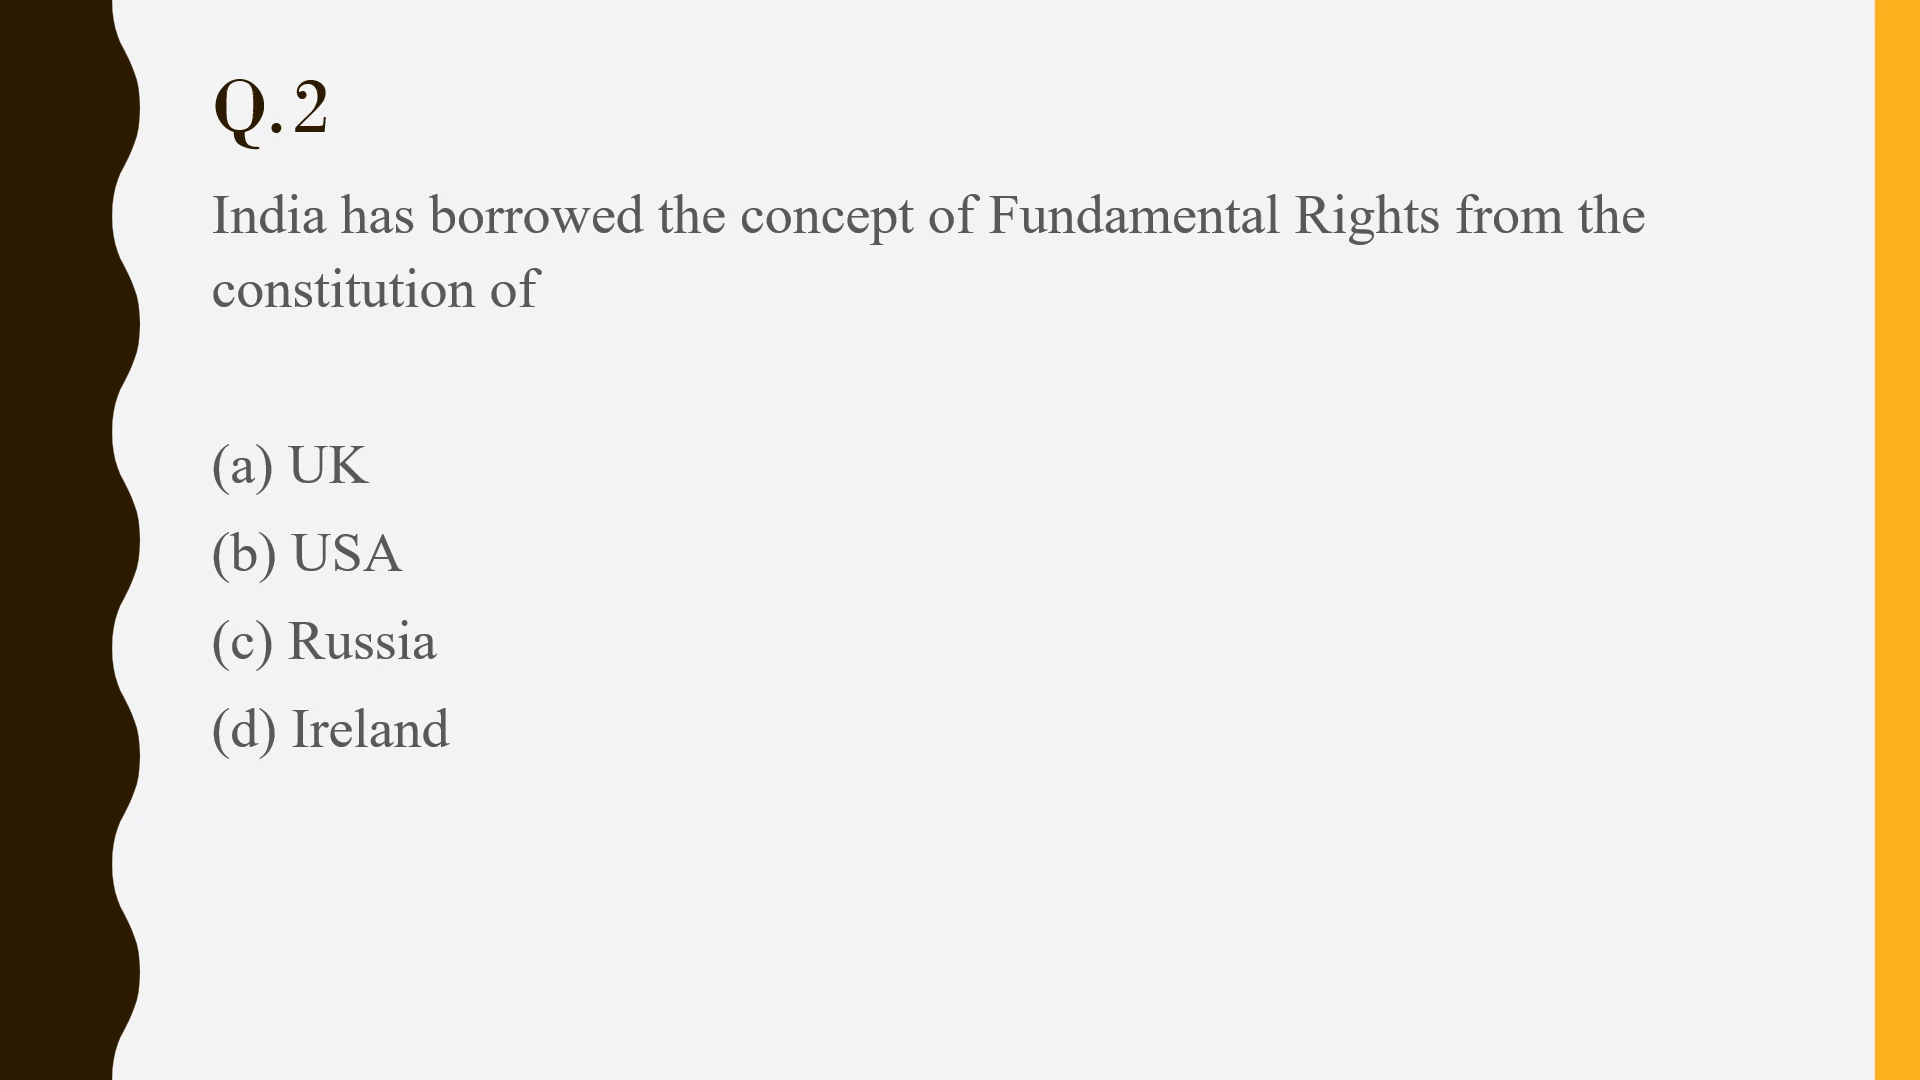 Q.2
India has borrowed the concept of Fundamental Rights from the
constitution of
(a) UK
(b) USA
(c) Russia
(d) Ireland